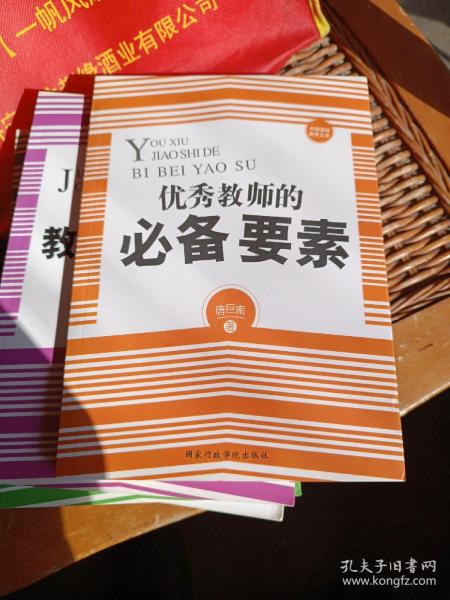 【一帆风
缘酒业有限公司
YOU XIU
JIAO SHI DE
BI BEI YAO SU
优秀教师的
必备要素
唐巨南
著
国家行政学院出版社
J
教
孔夫子旧书网
www.kongfz.com